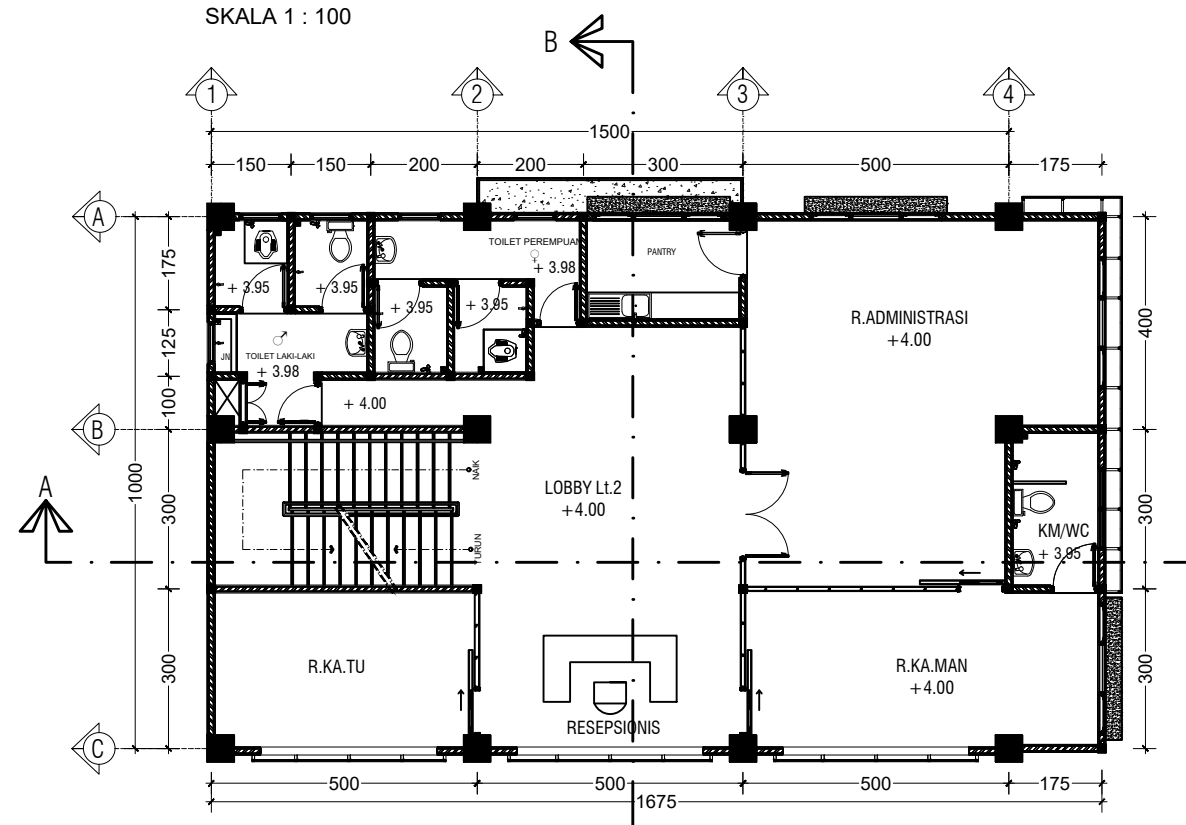 SKALA 1 : 100
B
1
2
3
4
1500
150
150
200
200
300
500
175
A
TOILET PEREMPUAN
+ 3.98
PANTRY
175
+ 3.95
+ 3.95
+ 3.95
+ 3.95
R.ADMINISTRASI
+4.00
400
125
JN
TOILET LAKI-LAKI
+ 3.98
100
+ 4.00
B
1000
A
300
NAIK
LOBBY Lt.2
+4.00
TURUN
KM/WC
+ 3.95
300
300
R.KA.TU
R.KA.MAN
+4.00
300
RESEPSIONIS
C
500
500
500
175
1675